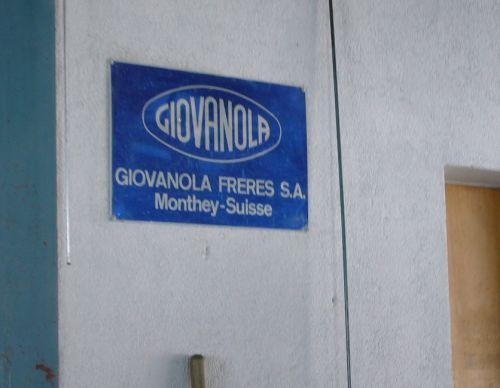 GIOVANOLA
GIOVANOLA FRERES S.A.
Monthey-Suisse